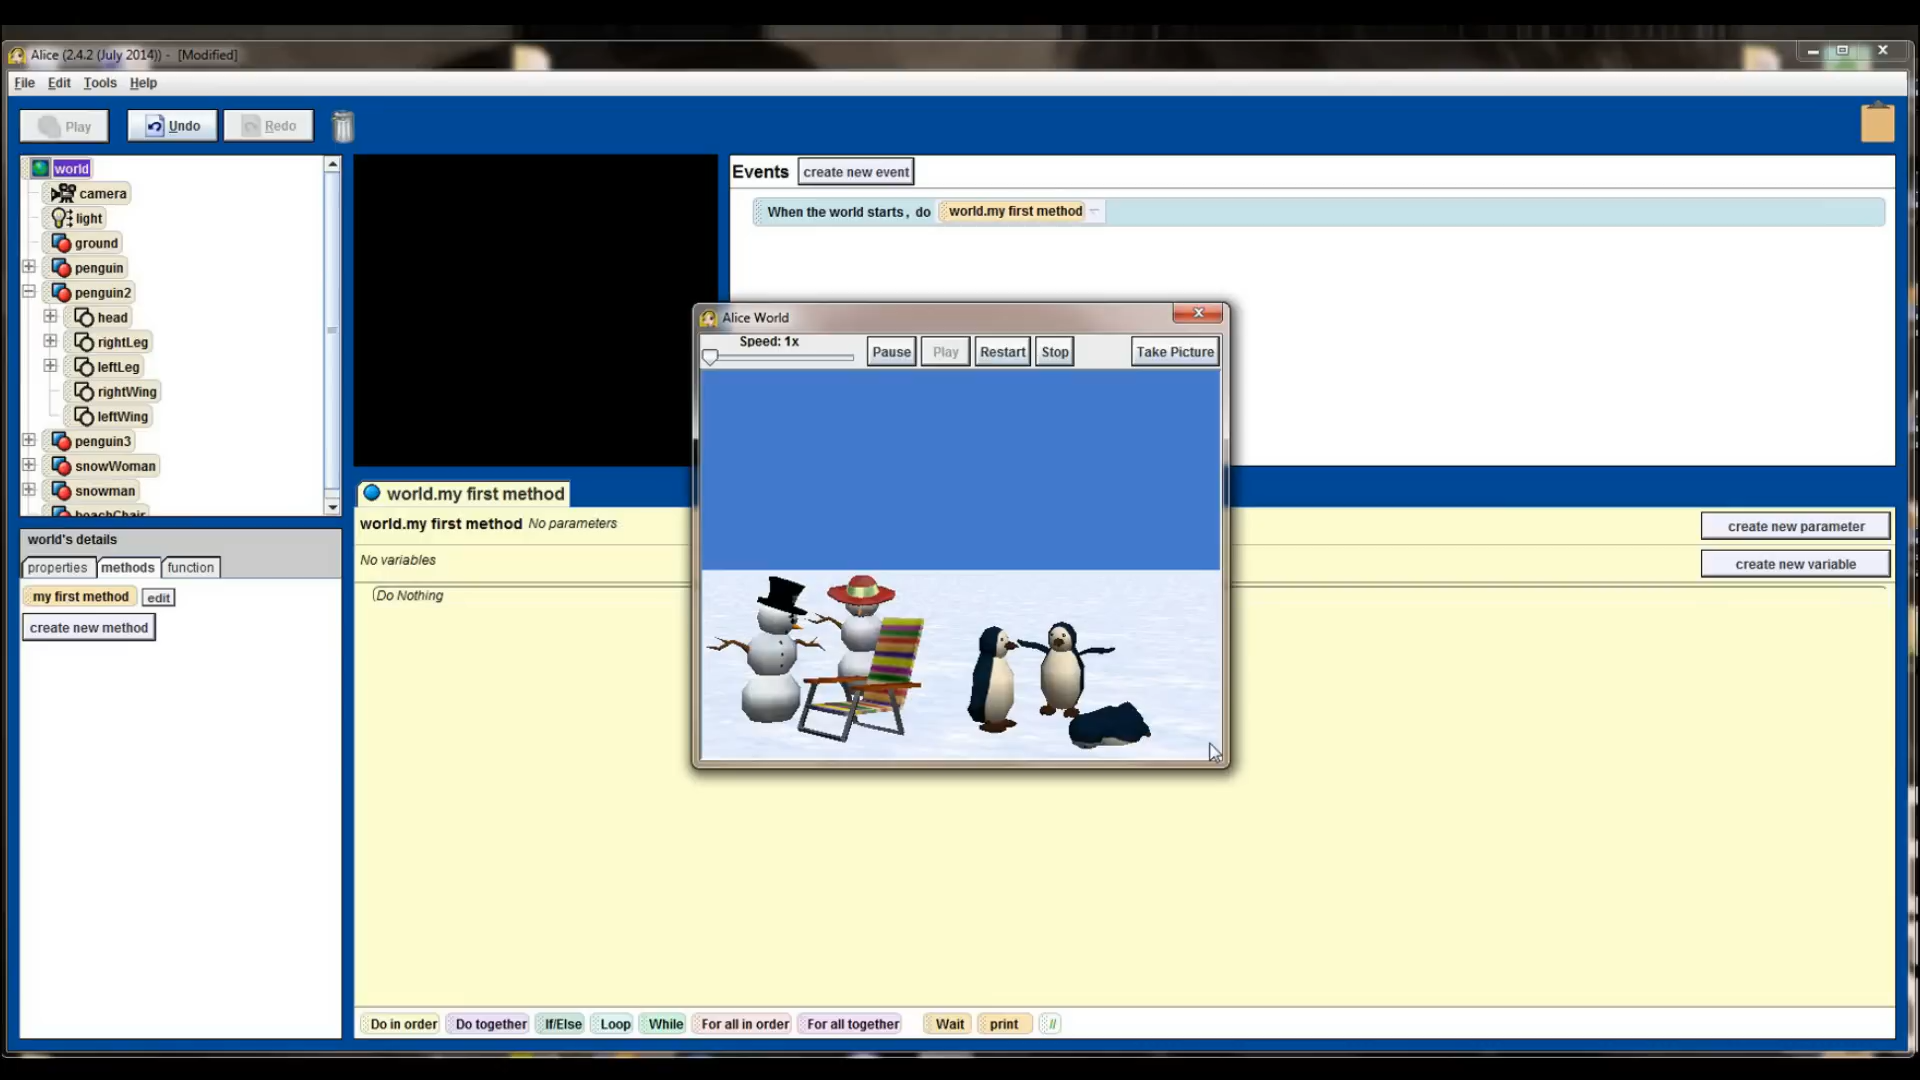 Alice (2.4.2 (July 2014)) - [Modified]
File Edit Tools Help
Play Undo Redo
world
camera
light
ground
penguin
penguin2
head
rightLeg
leftLeg
rightWing
leftWing
penguin3
snowWoman
snowman
beachChair
Events create new event
When the world starts, do world.my first method
Alice World
Speed: 1x
Pause Play Restart Stop Take Picture
world's details
properties methods function
my first method edit
create new method
world.my first method
world.my first method No parameters
create new parameter
No variables
create new variable
(Do Nothing
Do in order Do together If/Else Loop While For all in order For all together Wait print //